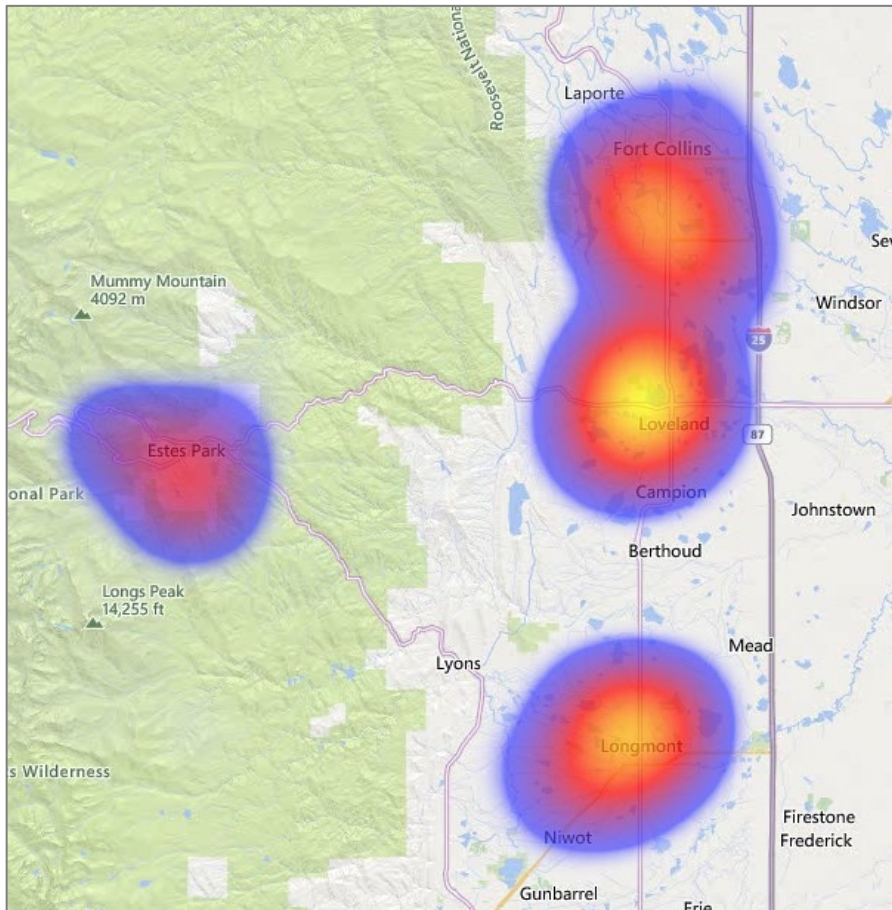 Roosevelt Nationa
Laporte
Fort Collins
Sev
Mummy Mountain
4092 m
Windsor
25
Loveland
87
Estes Park
onal Park
Campion
Johnstown
Berthoud
Longs Peak
14,255 ft
Mead
Lyons
Longmont
s Wilderness
Firestone
Frederick
Niwot
Gunbarrel
Erie